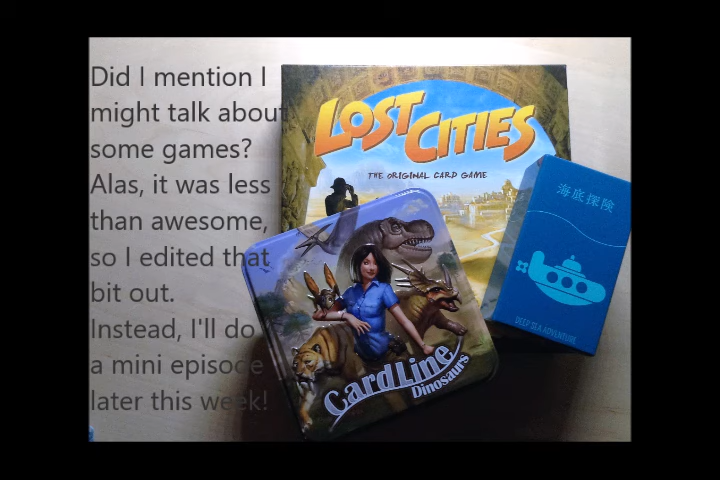 Did I mention I
might talk about
some games?
Alas, it was less
than awesome,
so I edited that
bit out.
Instead, I'll do
a mini episode
later this week!
LOST CITIES
THE ORIGINAL CARD GAME
海底探険
DEEP SEA ADVENTURE
CARDLINE
Dinosaurs